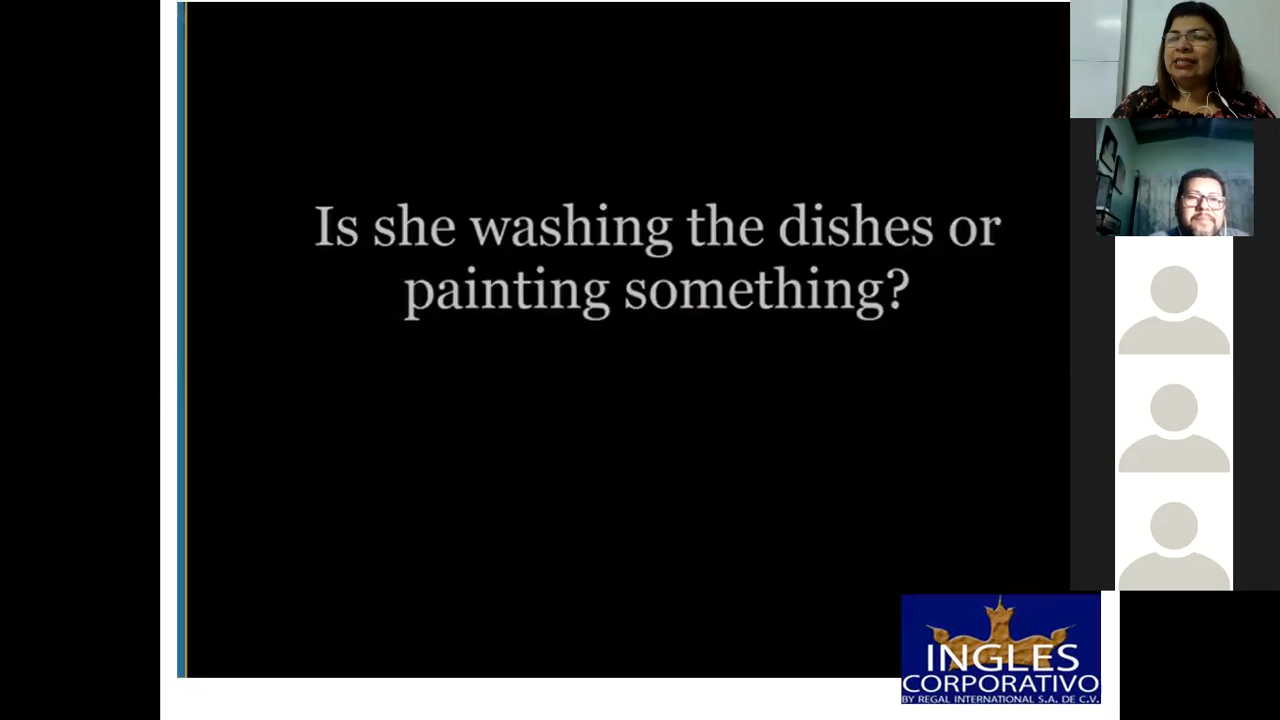 Is she washing the dishes or
painting something?
INGLES
CORPORATIVO
BY REGAL INTERNATIONAL S.A. DE C.V.